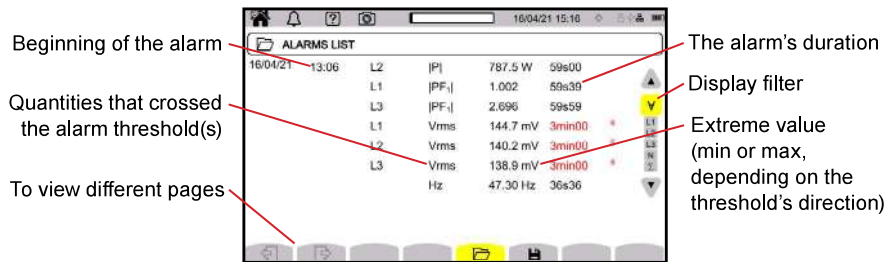 16/04/21 15:16
ALARMS LIST
Beginning of the alarm
The alarm's duration
16/04/21 13:06 L2 |P| 787.5 W 59s00
L1 |PF₁| 1.002 59s39
Display filter
L3 |PF₁| 2.696 59s59
Quantities that crossed
the alarm threshold(s)
L1 Vrms 144.7 mV 3min00 *
L2 Vrms 140.2 mV 3min00 *
L3 Vrms 138.9 mV 3min00 *
Hz 47.30 Hz 36s36
∀
L1
L2
L3
N
Σ
Extreme value
(min or max,
depending on the
threshold's direction)
To view different pages